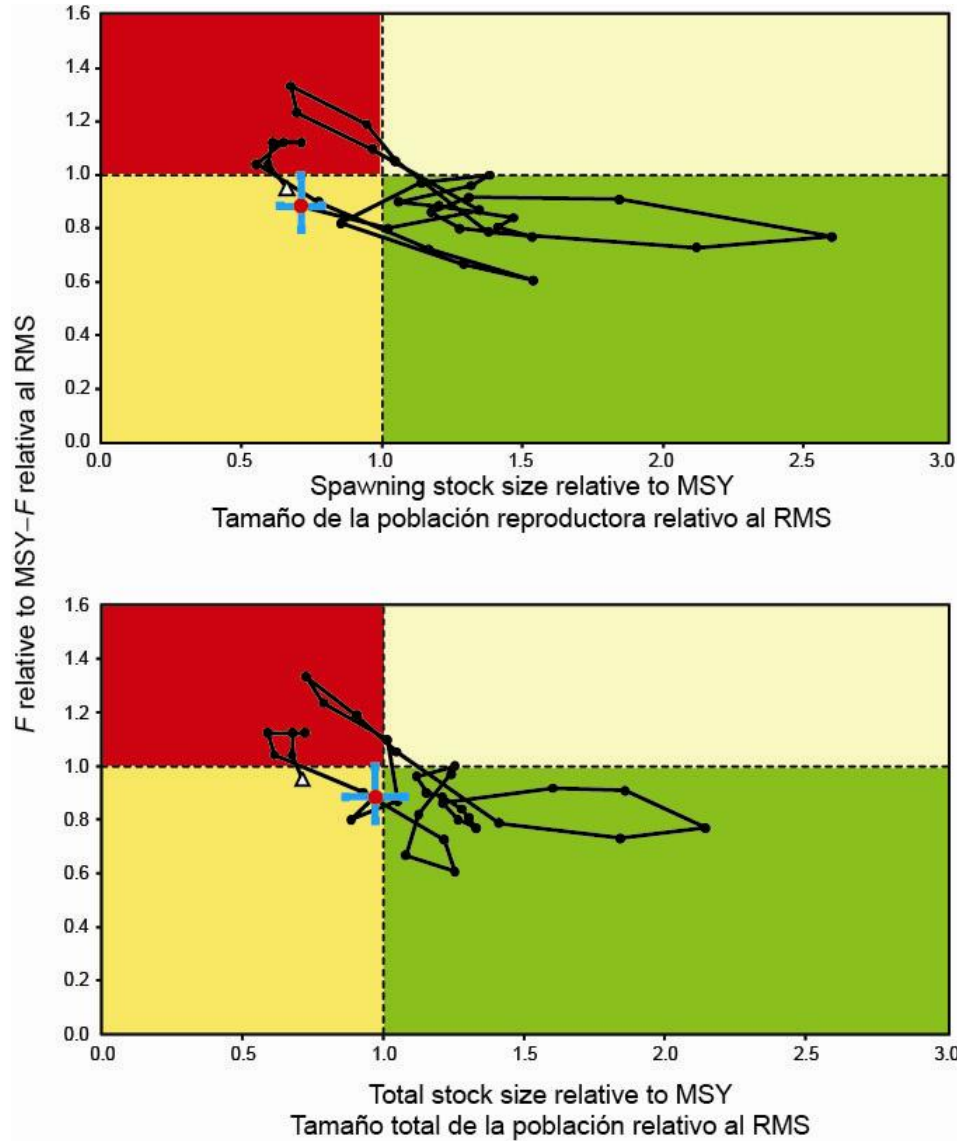 F relative to MSY–F relativa al RMS
1.6
1.4
1.2
1.0
0.8
0.6
0.4
0.2
0.0
0.0 0.5 1.0 1.5 2.0 2.5 3.0
Spawning stock size relative to MSY
Tamaño de la población reproductora relativo al RMS
1.6
1.4
1.2
1.0
0.8
0.6
0.4
0.2
0.0
0.0 0.5 1.0 1.5 2.0 2.5 3.0
Total stock size relative to MSY
Tamaño total de la población relativo al RMS